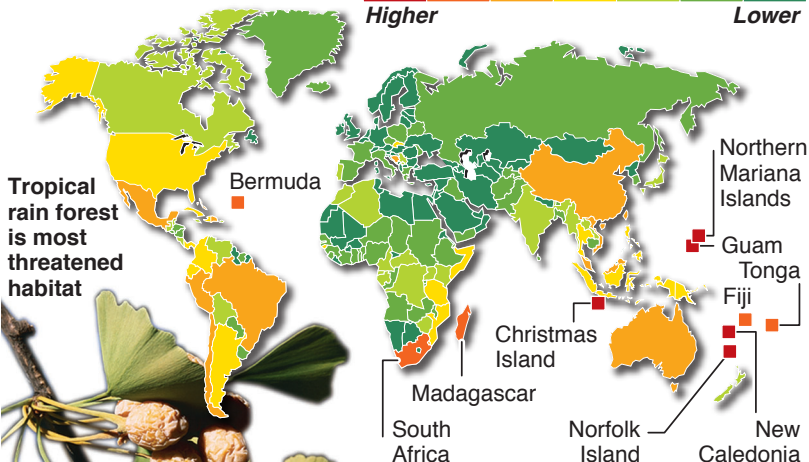 Higher
Lower
Tropical
rain forest
is most
threatened
habitat
Bermuda
Northern
Mariana
Islands
Guam
Tonga
Fiji
Christmas
Island
Madagascar
South
Africa
Norfolk
Island
New
Caledonia